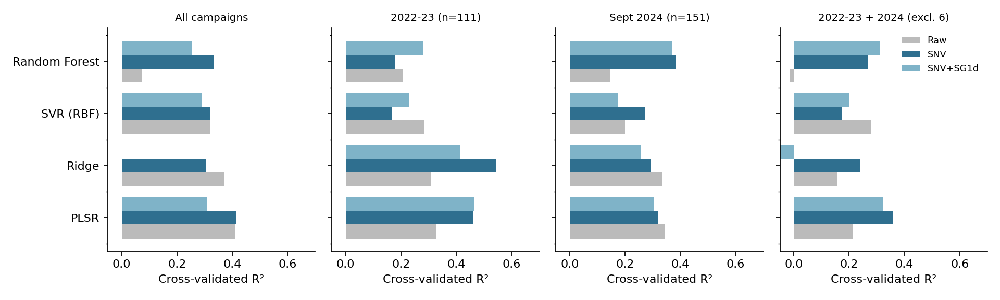 All campaigns
2022-23 (n=111)
Sept 2024 (n=151)
2022-23 + 2024 (excl. 6)
Random Forest
SVR (RBF)
Ridge
PLSR
Raw
SNV
SNV+SG1d
0.0 0.2 0.4 0.6
0.0 0.2 0.4 0.6
0.0 0.2 0.4 0.6
0.0 0.2 0.4 0.6
Cross-validated R²
Cross-validated R²
Cross-validated R²
Cross-validated R²